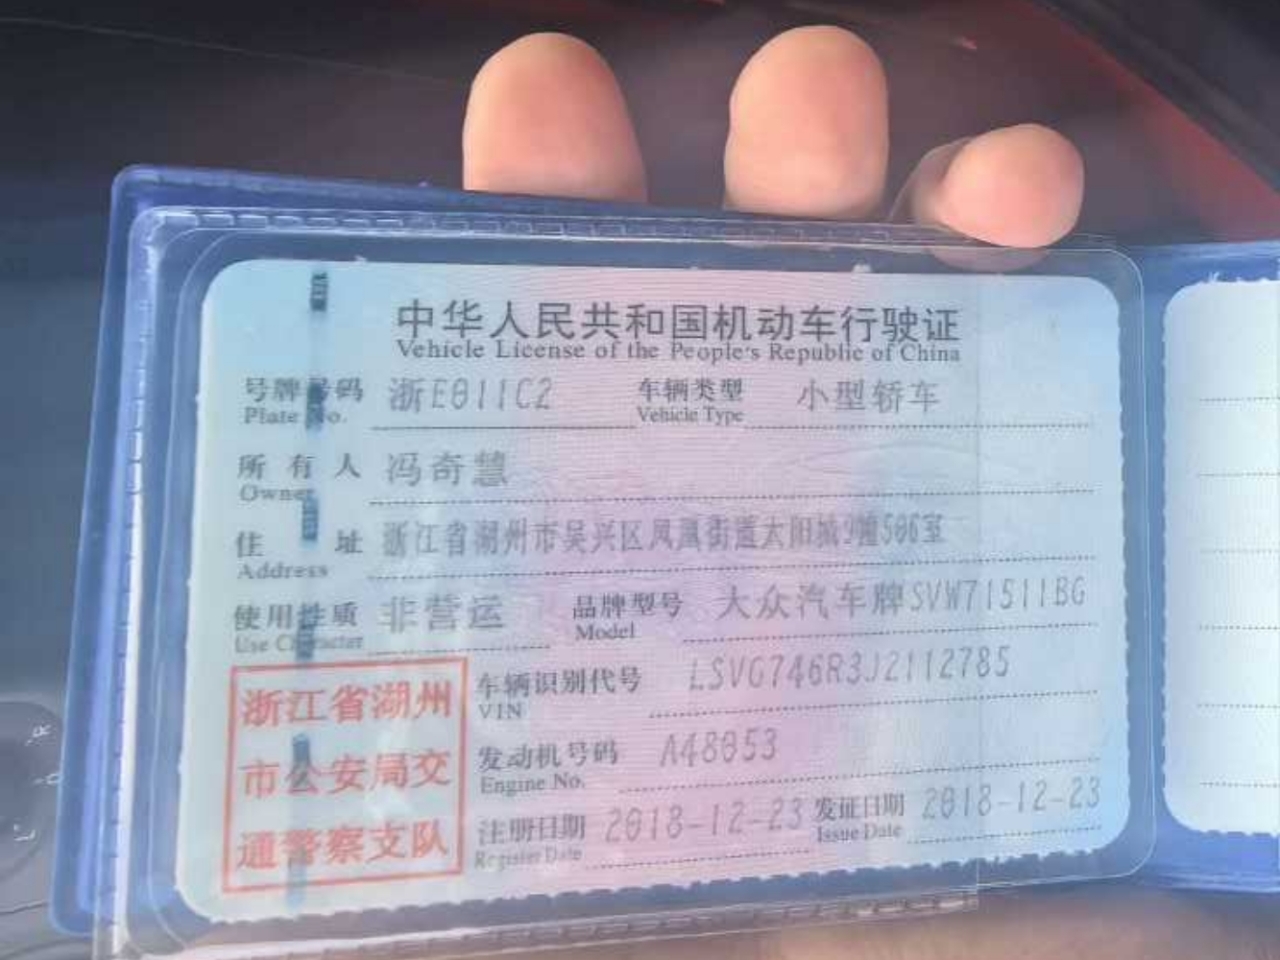 中华人民共和国机动车行驶证
Vehicle License of the People's Republic of China
号牌号码 浙E011C2 车辆类型 小型轿车
Plate No. Vehicle Type
所有人 冯奇慧
Owner
住址 浙江省湖州市吴兴区凤凰街道太阳城9幢506室
Address
使用性质 非营运 品牌型号 大众汽车牌SVW71511BG
Use Character Model
浙江省湖州
市公安局交
通警察支队
车辆识别代号 LSVG746R3J2112785
VIN
发动机号码 A48053
Engine No.
注册日期 2018-12-23 发证日期 2018-12-23
Register Date Issue Date